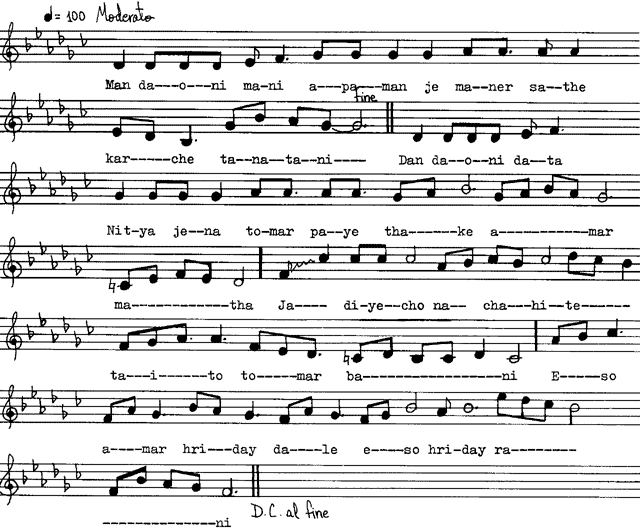 ♩= 100 Moderato
Man da---o---ni ma-ni a---pa---man je ma--ner sa--the
Fine
kar-----che ta--na--ta--ni---- Dan da--o--ni da--ta
Nit-ya je--na to-mar pa--ye tha-----ke a-----------mar
ma------------tha Ja---- di-ye--cho na-- cha--hi-te------
ta---i----to to---mar ba-----------------ni E----so
a----mar hri---day da---le e---so hri-day ra--------
--------------ni
D.C. al fine